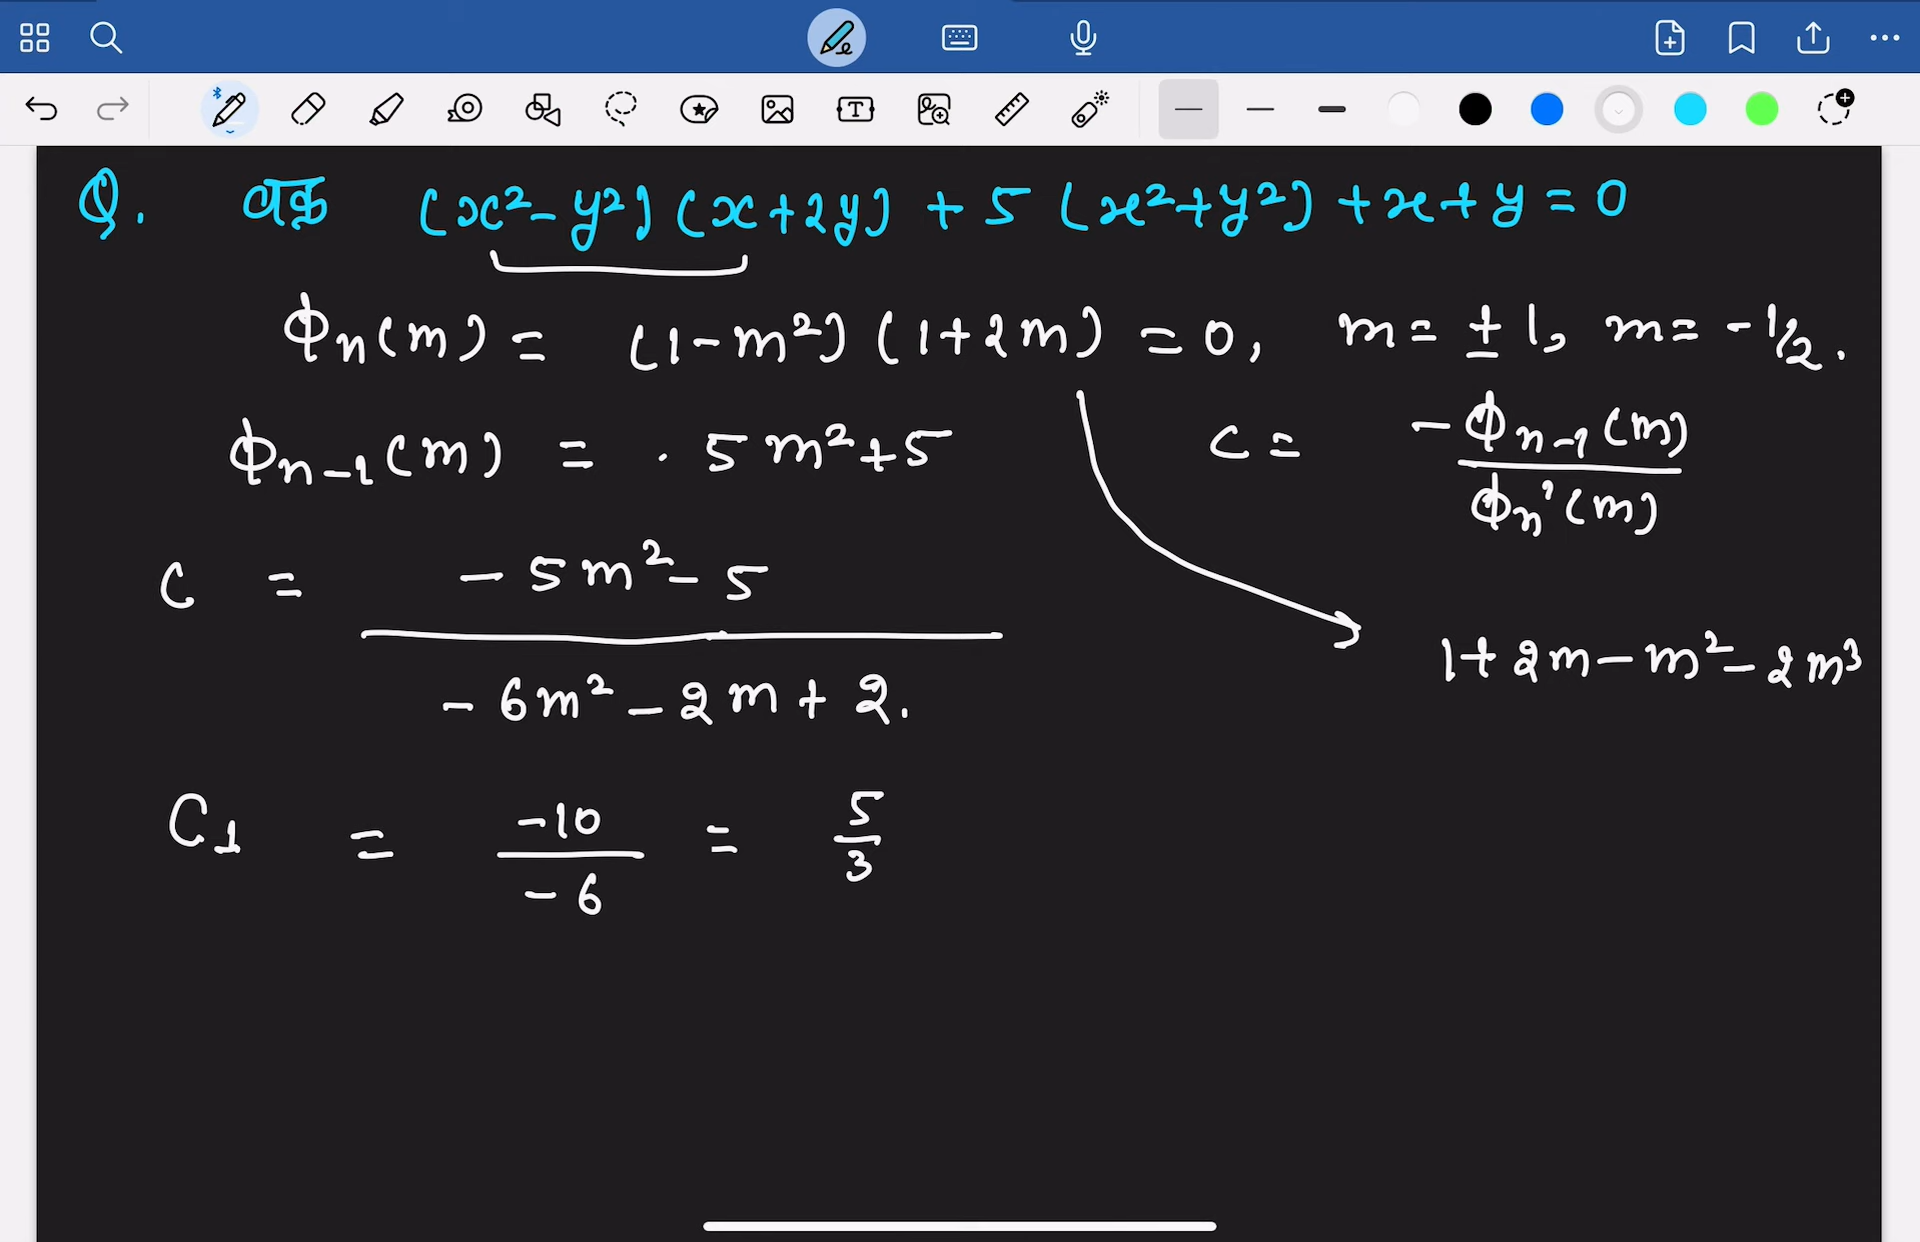 Q. वक्र (x²-y²)(x+2y) + 5(x²+y²)+x+y=0
Φn(m) = (1-m²)(1+2m) = 0, m = ±1, m = -1/2.
Φn-1(m) = . 5m²+5
C = -Φn-1(m) / Φn'(m)
C = -5m²-5 / -6m²-2m+2.
1+2m-m²-2m³
C1 = -10 / -6 = 5/3